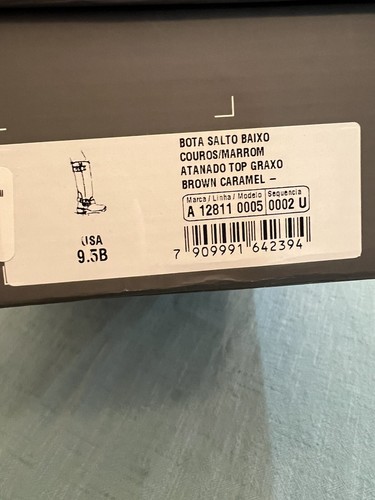 BOTA SALTO BAIXO
COUROS/MARROM
ATANADO TOP GRAXO
BROWN CARAMEL –
Marca / Linha / Modelo Sequencia
A 12811 0005 0002 U
USA
9.5B
7 909991 642394